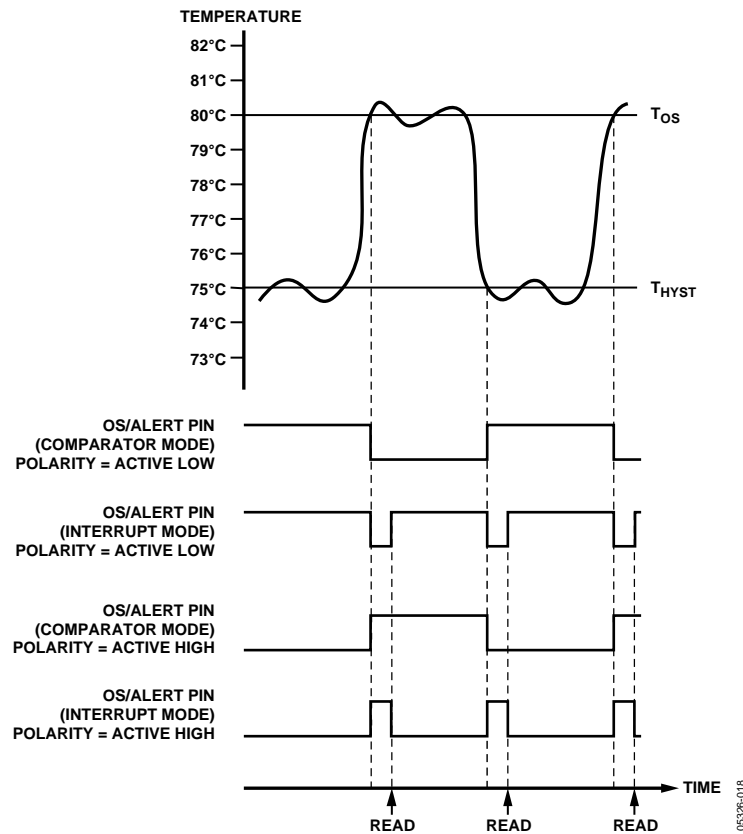 TEMPERATURE
82°C
81°C
80°C
79°C
78°C
77°C
76°C
75°C
74°C
73°C
TOS
THYST
OS/ALERT PIN
(COMPARATOR MODE)
POLARITY = ACTIVE LOW
OS/ALERT PIN
(INTERRUPT MODE)
POLARITY = ACTIVE LOW
OS/ALERT PIN
(COMPARATOR MODE)
POLARITY = ACTIVE HIGH
OS/ALERT PIN
(INTERRUPT MODE)
POLARITY = ACTIVE HIGH
TIME
READ
READ
READ
05326-018